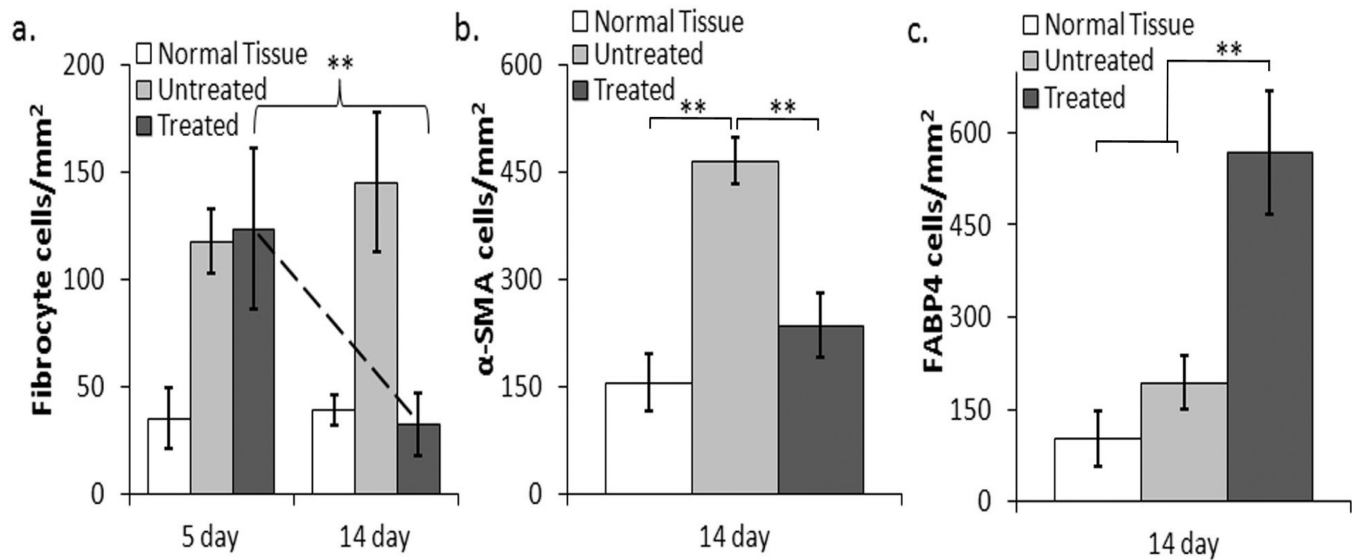 a.
Normal Tissue
Untreated
Treated
**
Fibrocyte cells/mm²
200
150
100
50
0
5 day
14 day
b.
Normal Tissue
Untreated
Treated
** **
α-SMA cells/mm²
600
450
300
150
0
14 day
c.
Normal Tissue
Untreated
Treated
**
FABP4 cells/mm²
600
450
300
150
0
14 day